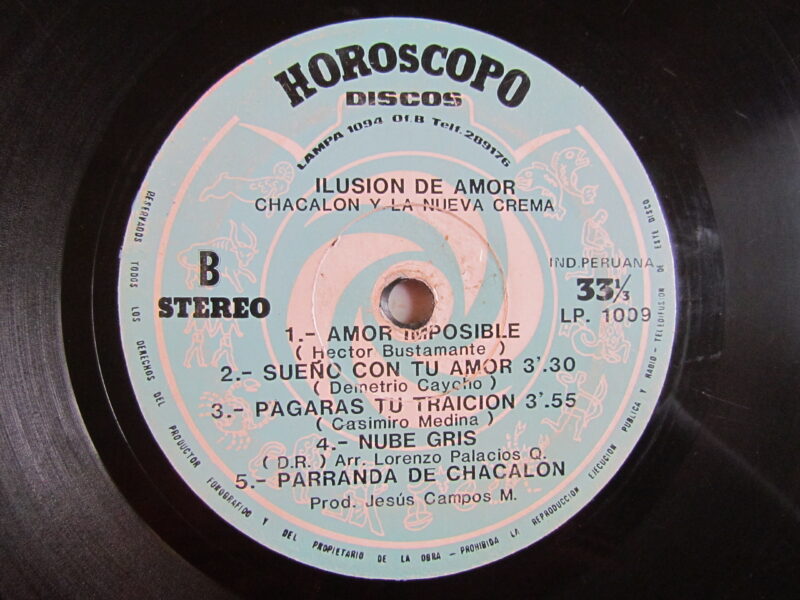 HOROSCOPO
DISCOS
LAMPA 1094 Of. B Telf. 289176
ILUSION DE AMOR
CHACALON Y LA NUEVA CREMA
B
STEREO
IND. PERUANA
33⅓
LP. 1009
1.- AMOR IMPOSIBLE
( Hector Bustamante )
2.- SUEÑO CON TU AMOR 3'.30
( Demetrio Caycho )
3.- PAGARAS TU TRAICION 3'.55
( Casimiro Medina )
4.- NUBE GRIS
( D.R. ) Arr. Lorenzo Palacios Q.
5.- PARRANDA DE CHACALON
Prod. Jesús Campos M.
RESERVADOS TODOS LOS DERECHOS DEL PRODUCTOR FONOGRAFICO Y DEL PROPIETARIO DE LA OBRA - PROHIBIDA LA REPRODUCCION EJECUCION PUBLICA Y RADIO - TELEDIFUSION DE ESTE DISCO